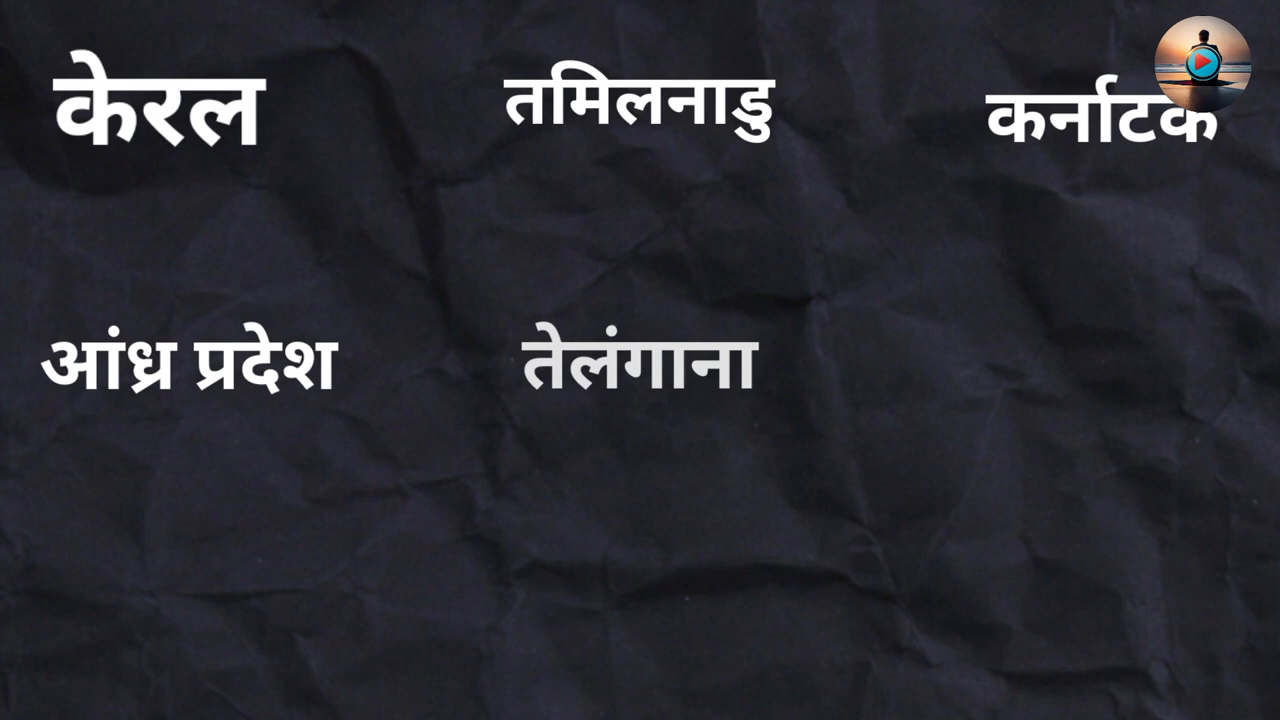 केरल तमिलनाडु कर्नाटक
आंध्र प्रदेश तेलंगाना